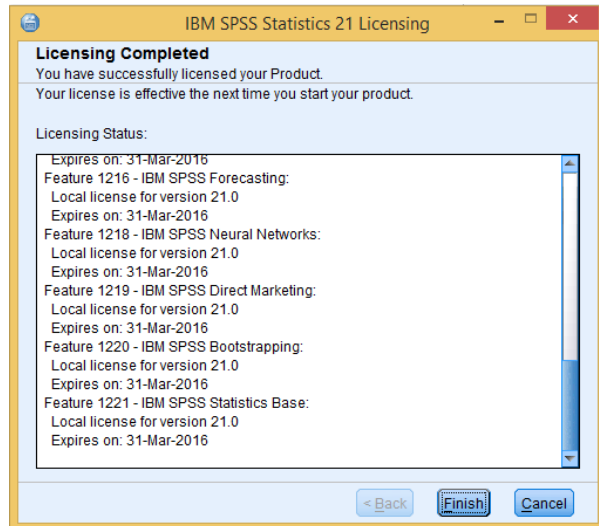 IBM SPSS Statistics 21 Licensing
Licensing Completed
You have successfully licensed your Product.
Your license is effective the next time you start your product.
Licensing Status:
Expires on: 31-Mar-2016
Feature 1216 - IBM SPSS Forecasting:
Local license for version 21.0
Expires on: 31-Mar-2016
Feature 1218 - IBM SPSS Neural Networks:
Local license for version 21.0
Expires on: 31-Mar-2016
Feature 1219 - IBM SPSS Direct Marketing:
Local license for version 21.0
Expires on: 31-Mar-2016
Feature 1220 - IBM SPSS Bootstrapping:
Local license for version 21.0
Expires on: 31-Mar-2016
Feature 1221 - IBM SPSS Statistics Base:
Local license for version 21.0
Expires on: 31-Mar-2016
< Back Finish Cancel